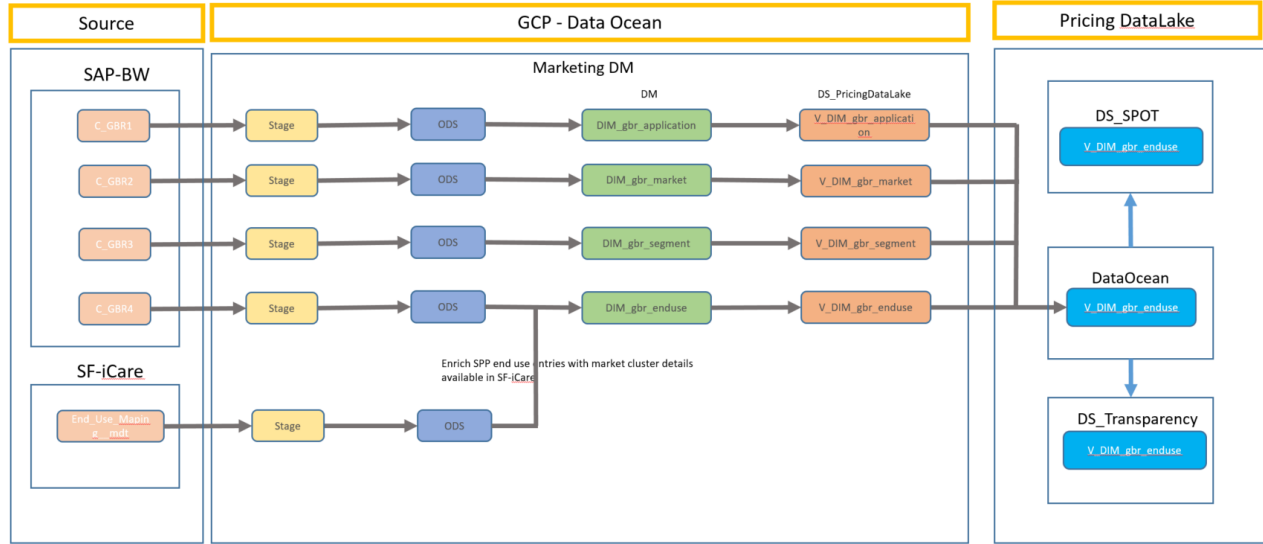 Source
GCP - Data Ocean
Pricing DataLake
SAP-BW
Marketing DM
DM
DS_PricingDataLake
C_GBR1
Stage
ODS
DIM_gbr_application
V_DIM_gbr_applicati
on
C_GBR2
Stage
ODS
DIM_gbr_market
V_DIM_gbr_market
C_GBR3
Stage
ODS
DIM_gbr_segment
V_DIM_gbr_segment
C_GBR4
Stage
ODS
DIM_gbr_enduse
V_DIM_gbr_enduse
Enrich SPP end use entries with market cluster details
available in SF-iCare
SF-iCare
End_Use_Mapin
g__mdt
Stage
ODS
DS_SPOT
V_DIM_gbr_enduse
DataOcean
V_DIM_gbr_enduse
DS_Transparency
V_DIM_gbr_enduse